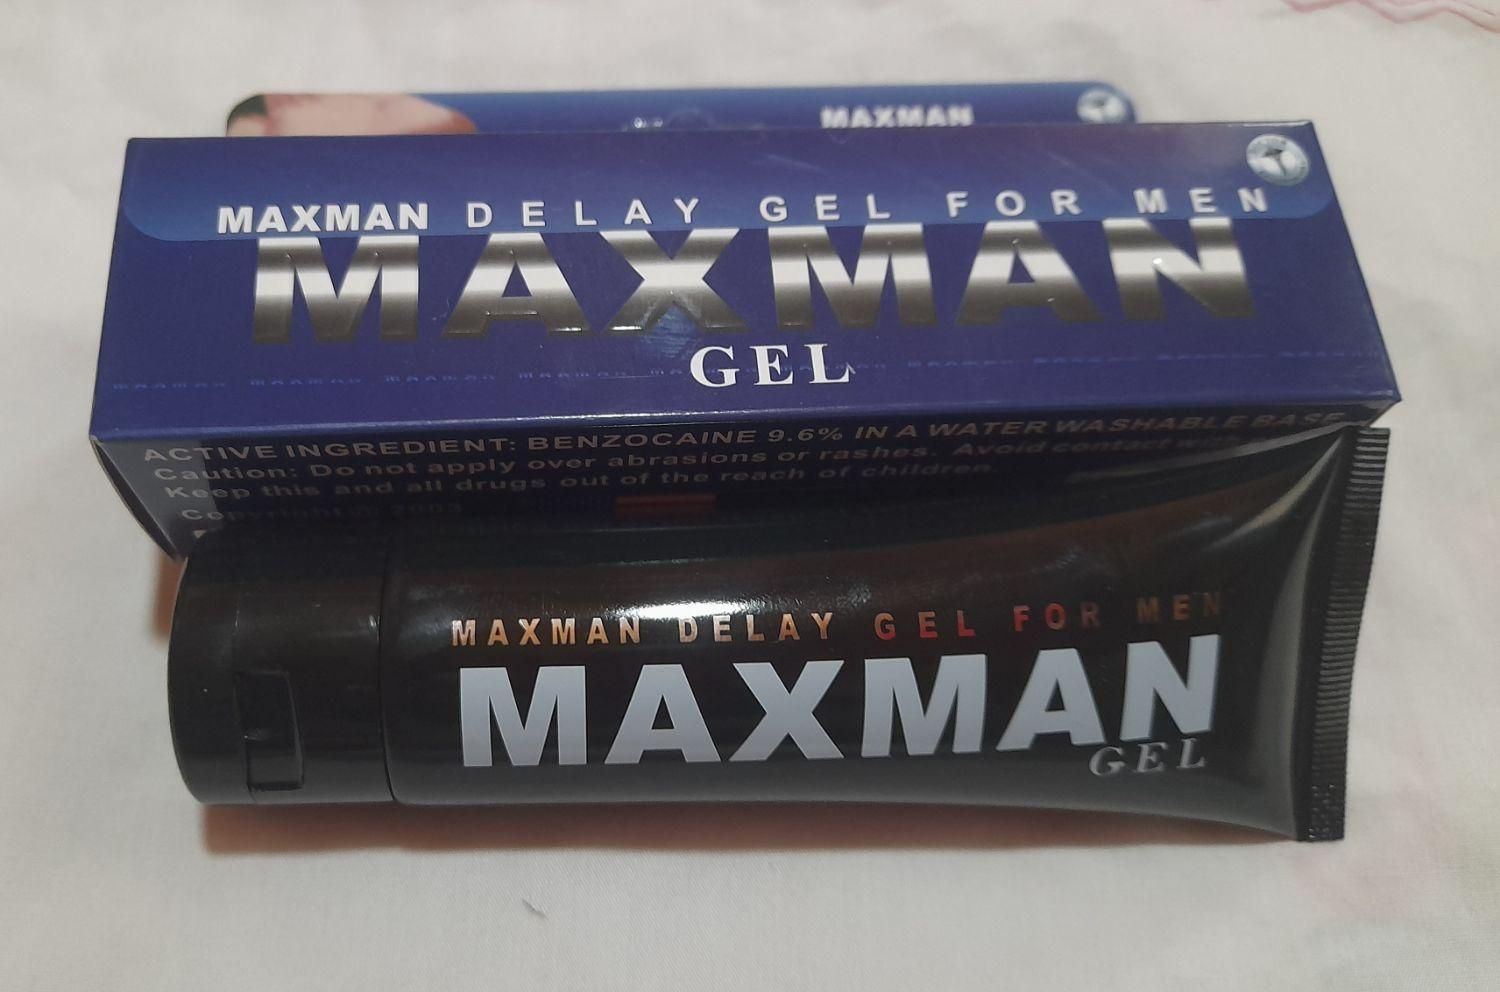 MAXMAN
MAXMAN DELAY GEL FOR MEN
MAXMAN
GEL
ACTIVE INGREDIENT: BENZOCAINE 9.6% IN A WATER WASHABLE BASE
Caution: Do not apply over abrasions or rashes. Avoid contact with
Keep this and all drugs out of the reach of children.
Copyright @ 2003
MAXMAN DELAY GEL FOR MEN
MAXMAN
GEL